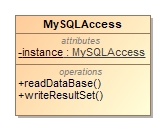 MySQLAccess
attributes
-instance : MySQLAccess
operations
+readDataBase()
+writeResultSet()